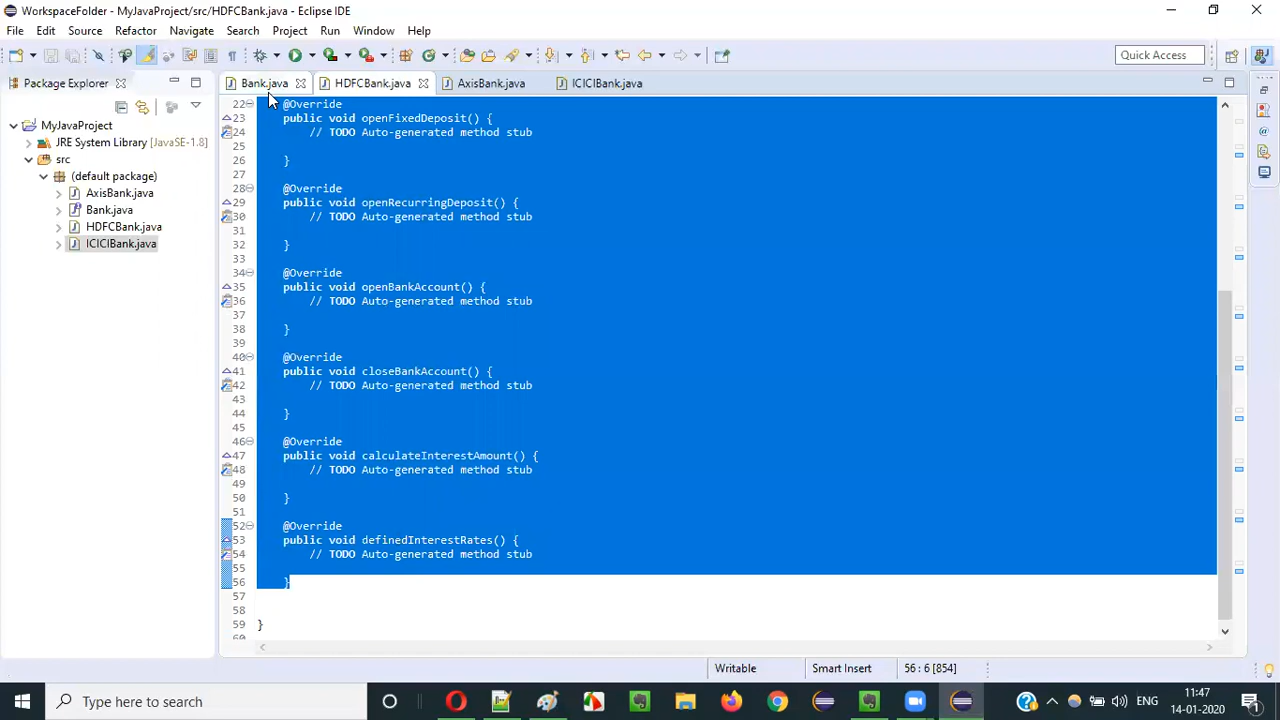 WorkspaceFolder - MyJavaProject/src/HDFCBank.java - Eclipse IDE
File Edit Source Refactor Navigate Search Project Run Window Help
Quick Access
Package Explorer
Bank.java HDFCBank.java AxisBank.java ICICIBank.java
MyJavaProject
JRE System Library [JavaSE-1.8]
src
(default package)
AxisBank.java
Bank.java
HDFCBank.java
ICICIBank.java
22 @Override
23 public void openFixedDeposit() {
24 // TODO Auto-generated method stub
25
26 }
27
28 @Override
29 public void openRecurringDeposit() {
30 // TODO Auto-generated method stub
31
32 }
33
34 @Override
35 public void openBankAccount() {
36 // TODO Auto-generated method stub
37
38 }
39
40 @Override
41 public void closeBankAccount() {
42 // TODO Auto-generated method stub
43
44 }
45
46 @Override
47 public void calculateInterestAmount() {
48 // TODO Auto-generated method stub
49
50 }
51
52 @Override
53 public void definedInterestRates() {
54 // TODO Auto-generated method stub
55
56 }
57
58
59 }
60
Writable Smart Insert 56 : 6 [854]
Type here to search
ENG
11:47
14-01-2020